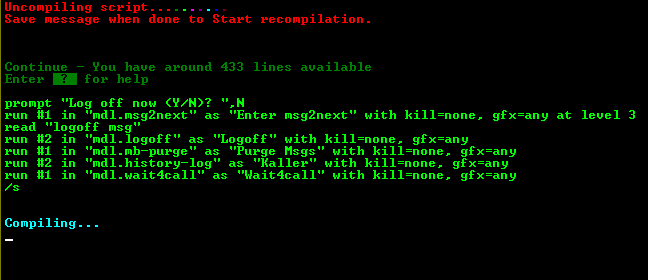 Uncompiling script..........
Save message when done to Start recompilation.
Continue - You have around 433 lines available
Enter ? for help
prompt "Log off now (Y/N)? ",N
run #1 in "mdl.msg2next" as "Enter msg2next" with kill=none, gfx=any at level 3
read "logoff msg"
run #2 in "mdl.logoff" as "Logoff" with kill=none, gfx=any
run #1 in "mdl.mb-purge" as "Purge Msgs" with kill=none, gfx=any
run #2 in "mdl.history-log" as "Kaller" with kill=none, gfx=any
run #1 in "mdl.wait4call" as "Wait4call" with kill=none, gfx=any
/s
Compiling...